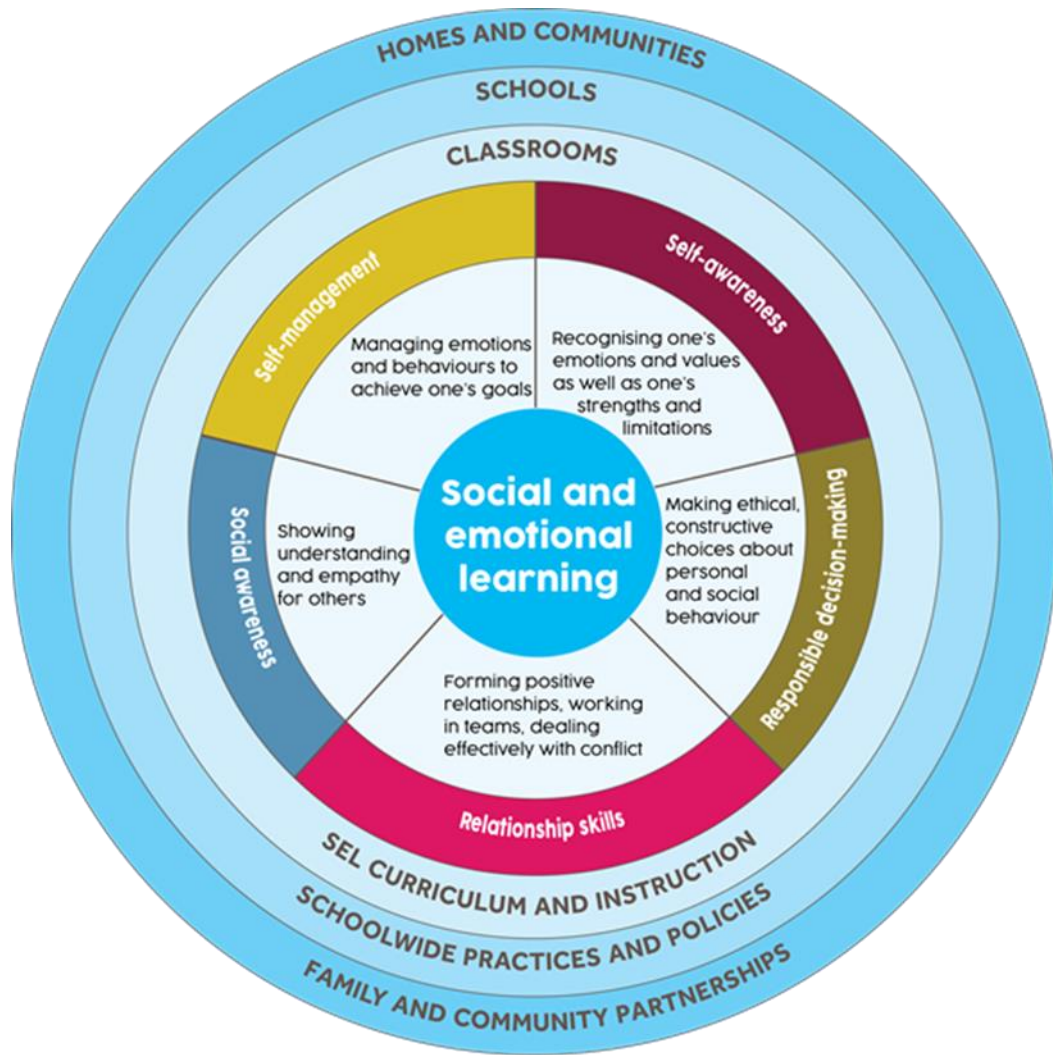 HOMES AND COMMUNITIES
SCHOOLS
CLASSROOMS
Self-management
Self-awareness
Managing emotions
and behaviours to
achieve one's goals
Recognising one's
emotions and values
as well as one's
strengths and
limitations
Social and
emotional
learning
Social awareness
Showing
understanding
and empathy
for others
Making ethical,
constructive
choices about
personal
and social
behaviour
Responsible decision-making
Forming positive
relationships, working
in teams, dealing
effectively with conflict
Relationship skills
SEL CURRICULUM AND INSTRUCTION
SCHOOLWIDE PRACTICES AND POLICIES
FAMILY AND COMMUNITY PARTNERSHIPS